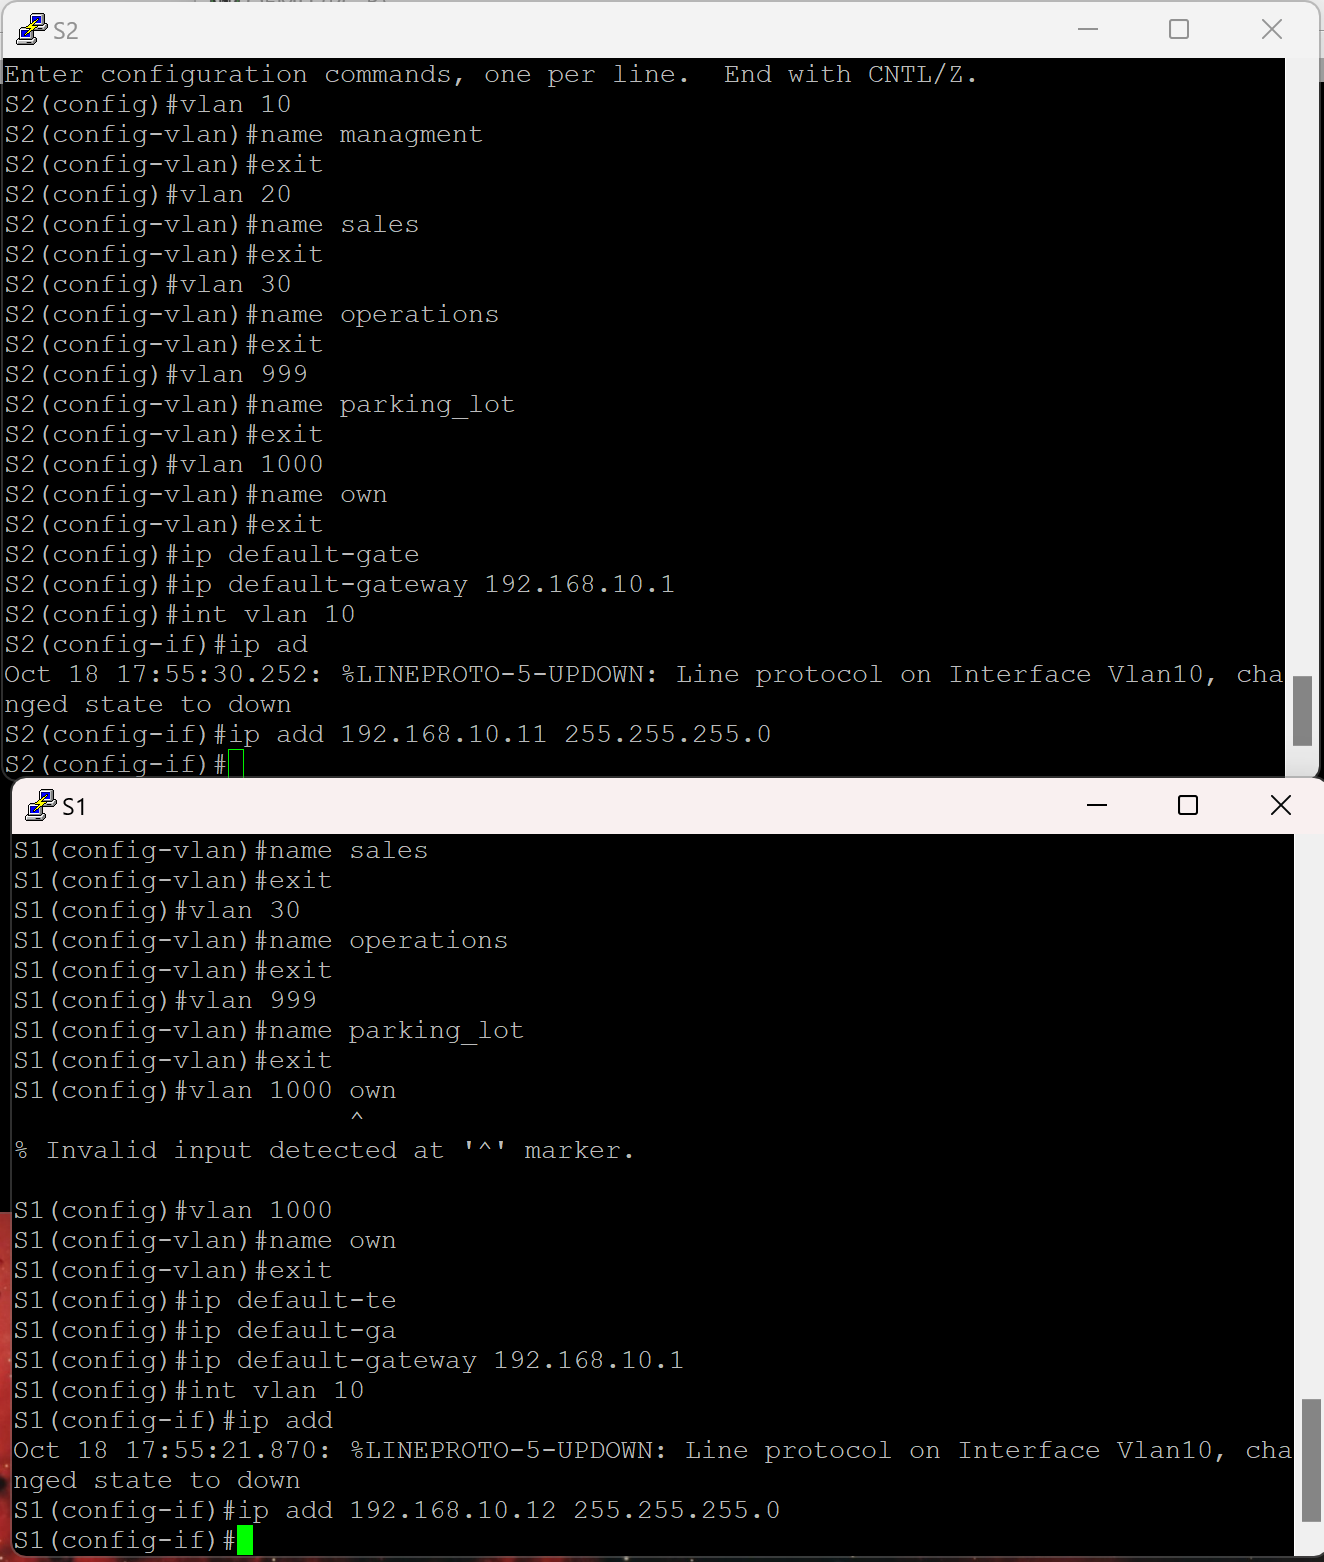 S2
Enter configuration commands, one per line.  End with CNTL/Z.
S2(config)#vlan 10
S2(config-vlan)#name managment
S2(config-vlan)#exit
S2(config)#vlan 20
S2(config-vlan)#name sales
S2(config-vlan)#exit
S2(config)#vlan 30
S2(config-vlan)#name operations
S2(config-vlan)#exit
S2(config)#vlan 999
S2(config-vlan)#name parking_lot
S2(config-vlan)#exit
S2(config)#vlan 1000
S2(config-vlan)#name own
S2(config-vlan)#exit
S2(config)#ip default-gate
S2(config)#ip default-gateway 192.168.10.1
S2(config)#int vlan 10
S2(config-if)#ip ad
Oct 18 17:55:30.252: %LINEPROTO-5-UPDOWN: Line protocol on Interface Vlan10, cha
nged state to down
S2(config-if)#ip add 192.168.10.11 255.255.255.0
S2(config-if)#
S1
S1(config-vlan)#name sales
S1(config-vlan)#exit
S1(config)#vlan 30
S1(config-vlan)#name operations
S1(config-vlan)#exit
S1(config)#vlan 999
S1(config-vlan)#name parking_lot
S1(config-vlan)#exit
S1(config)#vlan 1000 own
^
% Invalid input detected at '^' marker.
S1(config)#vlan 1000
S1(config-vlan)#name own
S1(config-vlan)#exit
S1(config)#ip default-te
S1(config)#ip default-ga
S1(config)#ip default-gateway 192.168.10.1
S1(config)#int vlan 10
S1(config-if)#ip add
Oct 18 17:55:21.870: %LINEPROTO-5-UPDOWN: Line protocol on Interface Vlan10, cha
nged state to down
S1(config-if)#ip add 192.168.10.12 255.255.255.0
S1(config-if)#